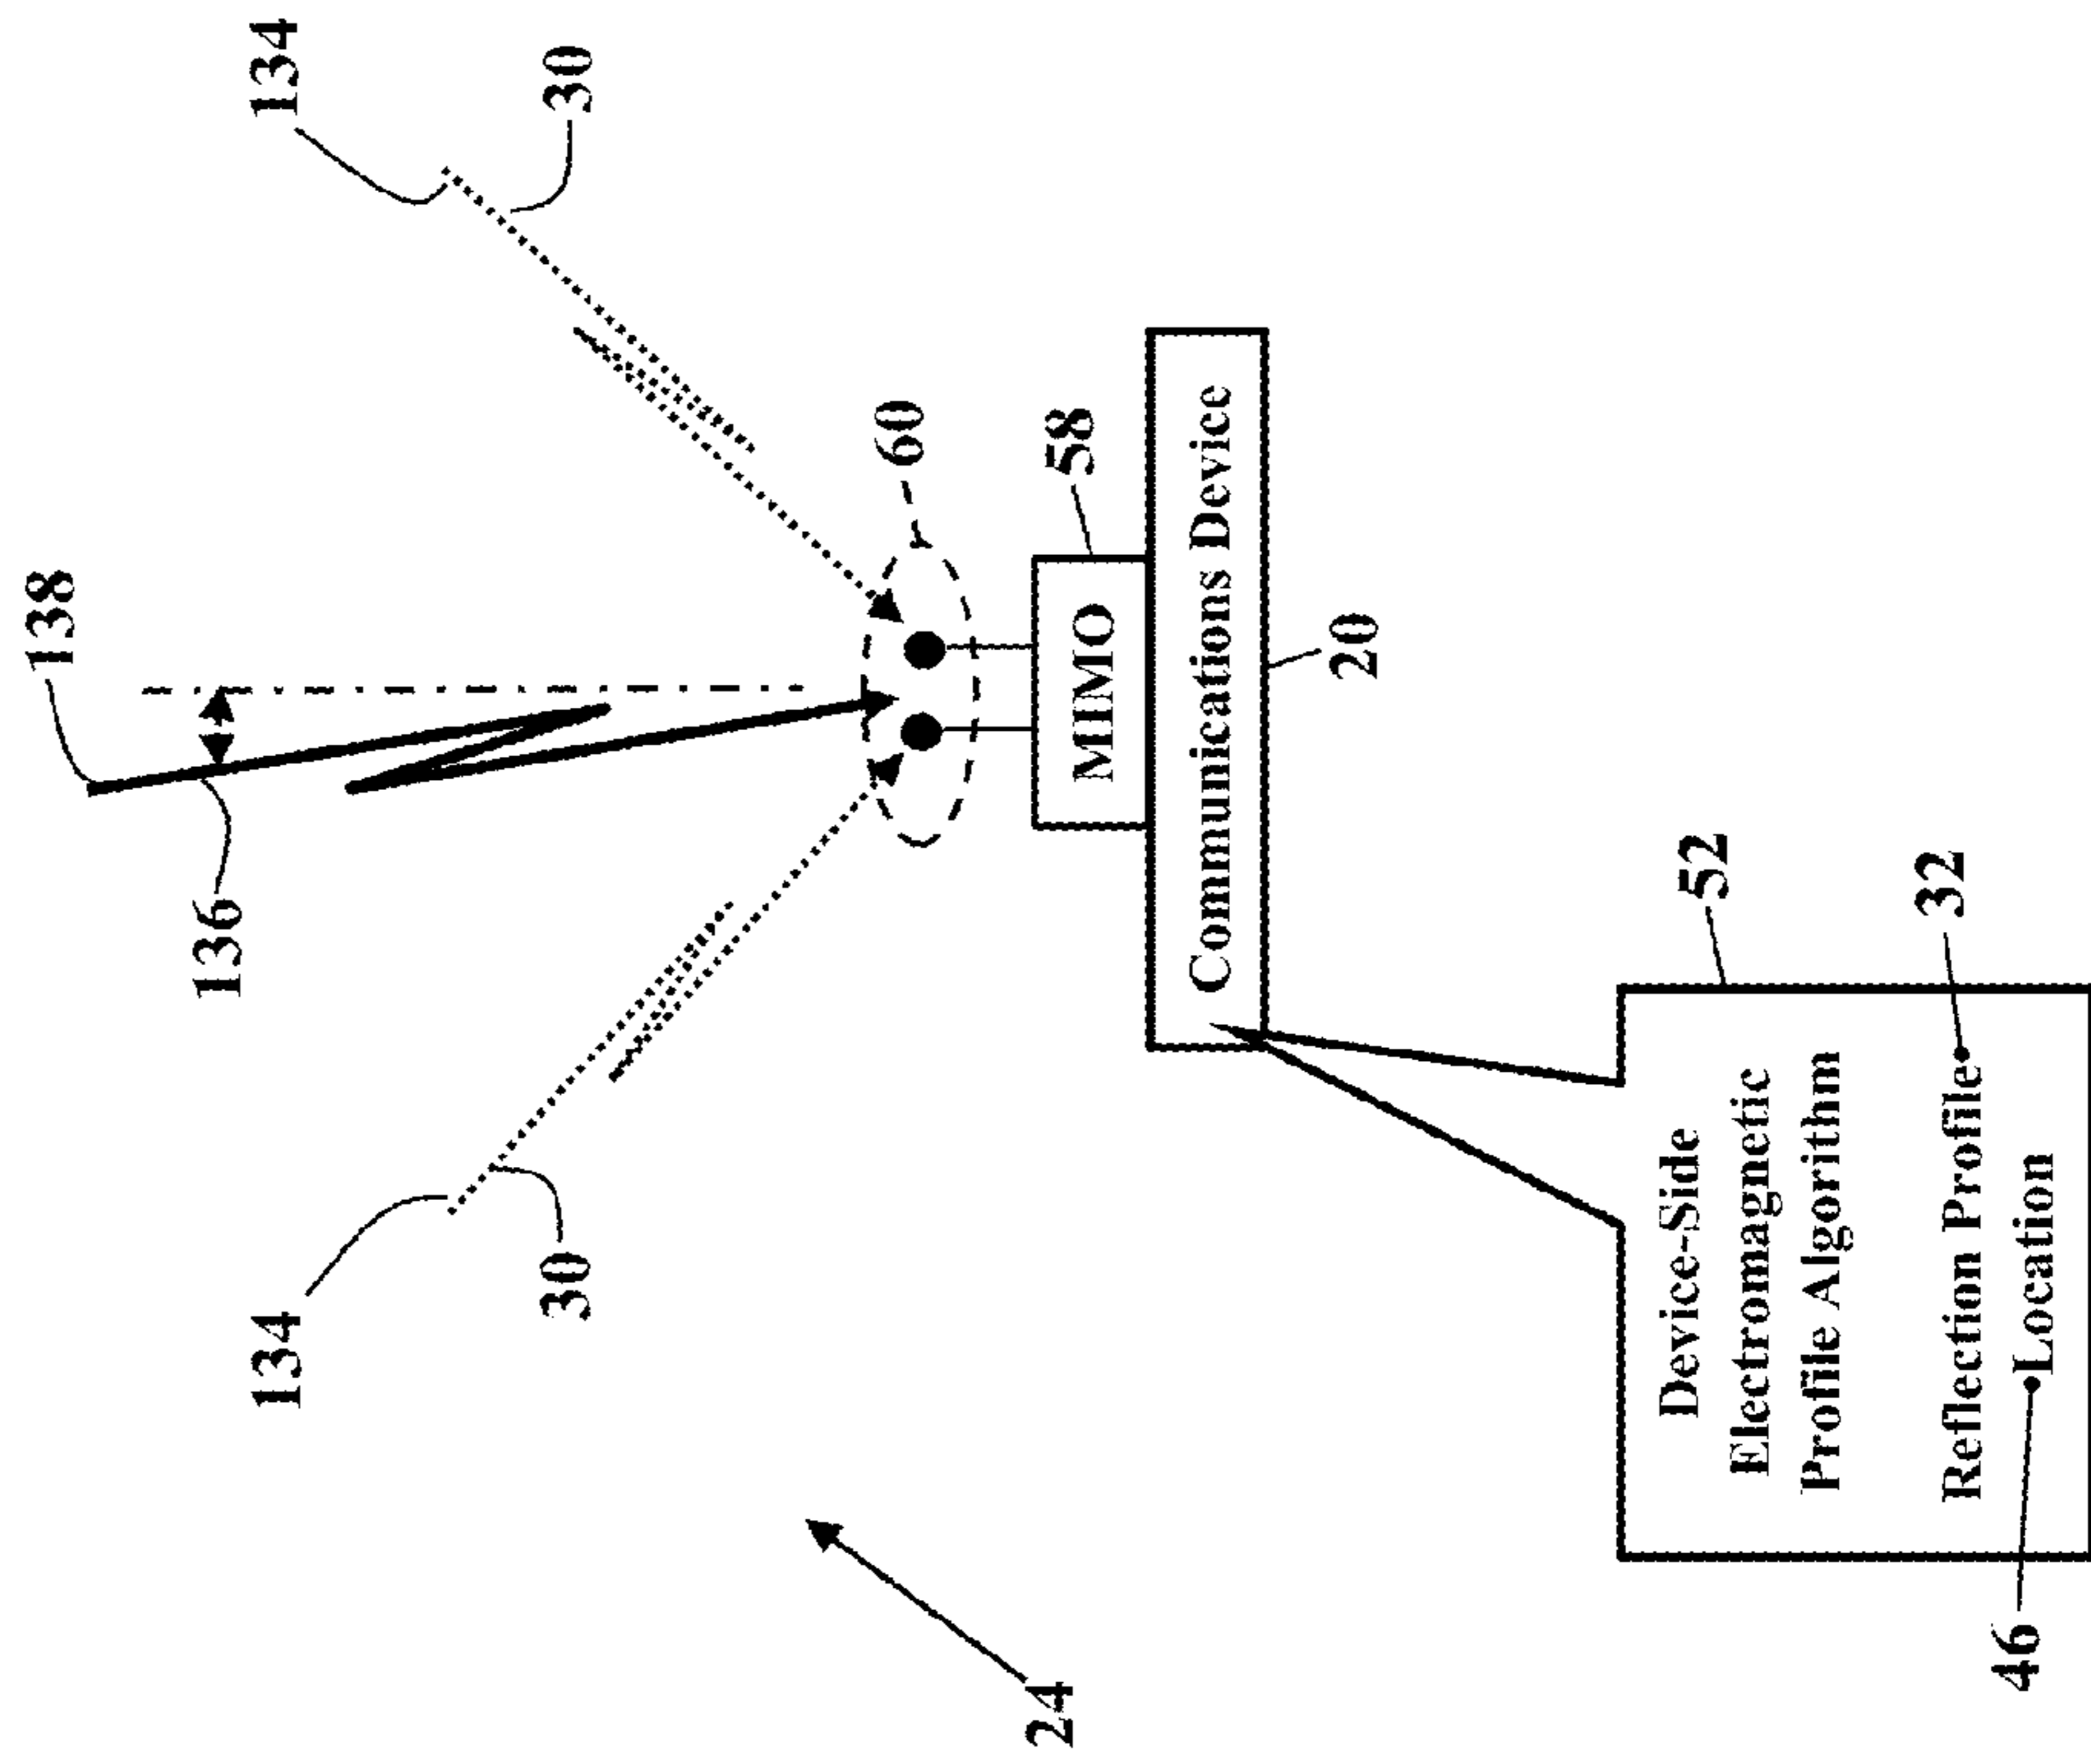 138
134
136
30
134
30
60
58
MIMO
Communications Device
20
24
52
Device-Side
Electromagnetic
Profile Algorithm
32
Reflection Profile
Location
46